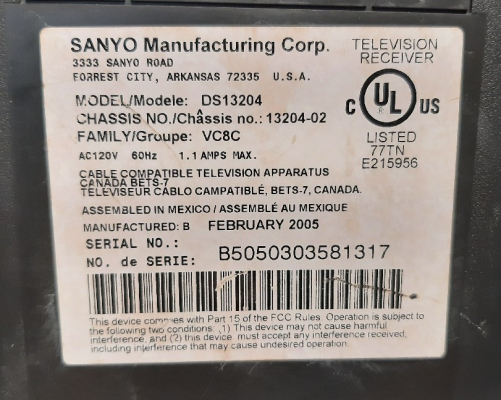 SANYO Manufacturing Corp.
3333 SANYO ROAD
FORREST CITY, ARKANSAS 72335 U.S.A.
TELEVISION
RECEIVER
MODEL/Modele: DS13204
CHASSIS NO./Châssis no.: 13204-02
FAMILY/Groupe: VC8C
AC120V 60Hz 1.1 AMPS MAX.
C UL US
LISTED
77TN
E215956
CABLE COMPATIBLE TELEVISION APPARATUS
CANADA BETS-7
TÉLEVISEUR CÂBLO CAMPATIBLÉ, BETS-7, CANADA.
ASSEMBLED IN MEXICO / ASSEMBLÉ AU MEXIQUE
MANUFACTURED: B FEBRUARY 2005
SERIAL NO.:
NO. de SERIE: B5050303581317
This device complies with Part 15 of the FCC Rules. Operation is subject to
the following two conditions: (1) This device may not cause harmful
interference, and (2) this device must accept any interference received,
including interference that may cause undesired operation.